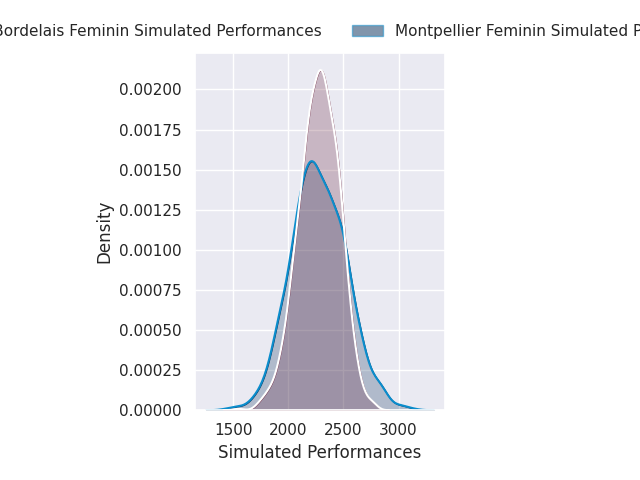 Bordelais Feminin Simulated Performances
Montpellier Feminin Simulated P
0.00200
0.00175
0.00150
0.00125
0.00100
0.00075
0.00050
0.00025
0.00000
Density
1500 2000 2500 3000
Simulated Performances